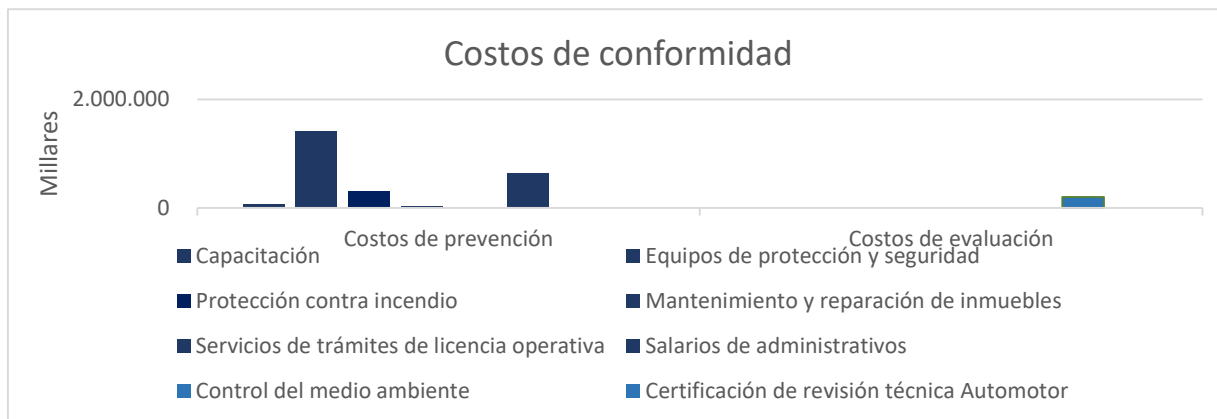 Costos de conformidad
2.000.000
Millares
0
Costos de prevención Costos de evaluación
Capacitación Equipos de protección y seguridad
Protección contra incendio Mantenimiento y reparación de inmuebles
Servicios de trámites de licencia operativa Salarios de administrativos
Control del medio ambiente Certificación de revisión técnica Automotor